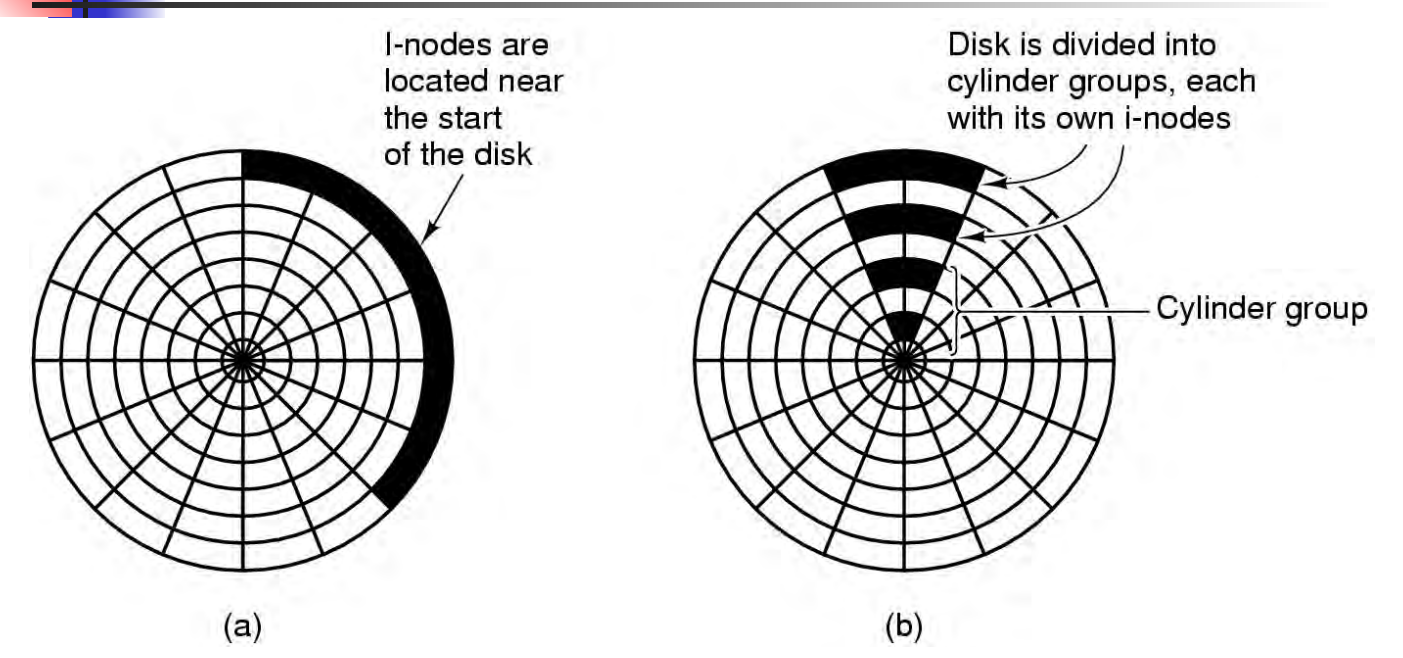 I-nodes are
located near
the start
of the disk
Disk is divided into
cylinder groups, each
with its own i-nodes
Cylinder group
(a)
(b)